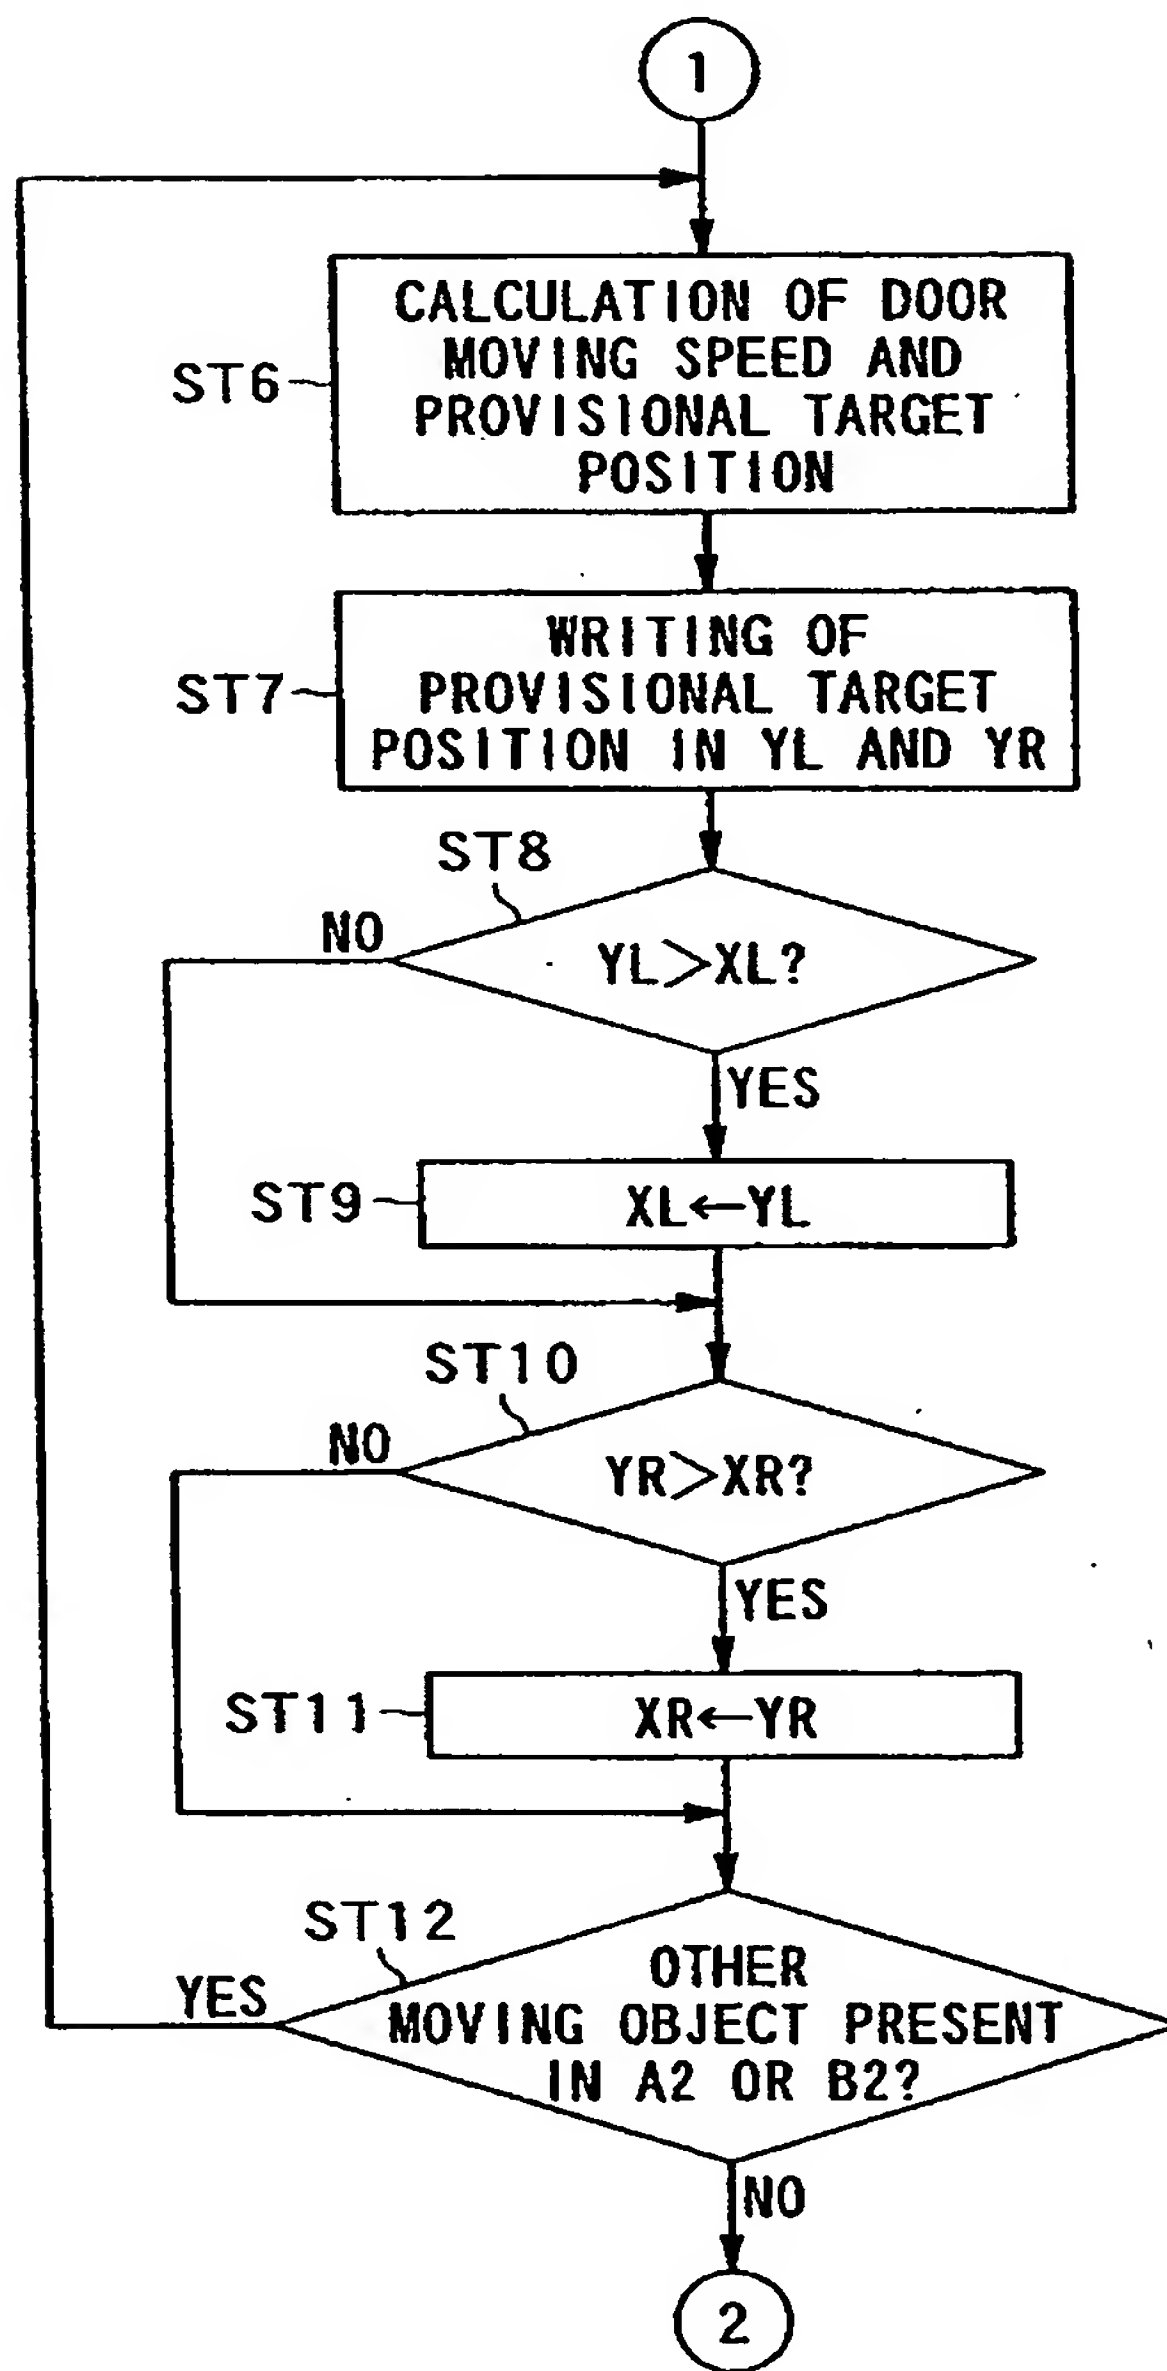 1
CALCULATION OF DOOR
MOVING SPEED AND
PROVISIONAL TARGET
POSITION
ST6
WRITING OF
PROVISIONAL TARGET
POSITION IN YL AND YR
ST7
ST8
NO
YL>XL?
YES
ST9
XL←YL
ST10
NO
YR>XR?
YES
ST11
XR←YR
ST12
YES
OTHER
MOVING OBJECT PRESENT
IN A2 OR B2?
NO
2